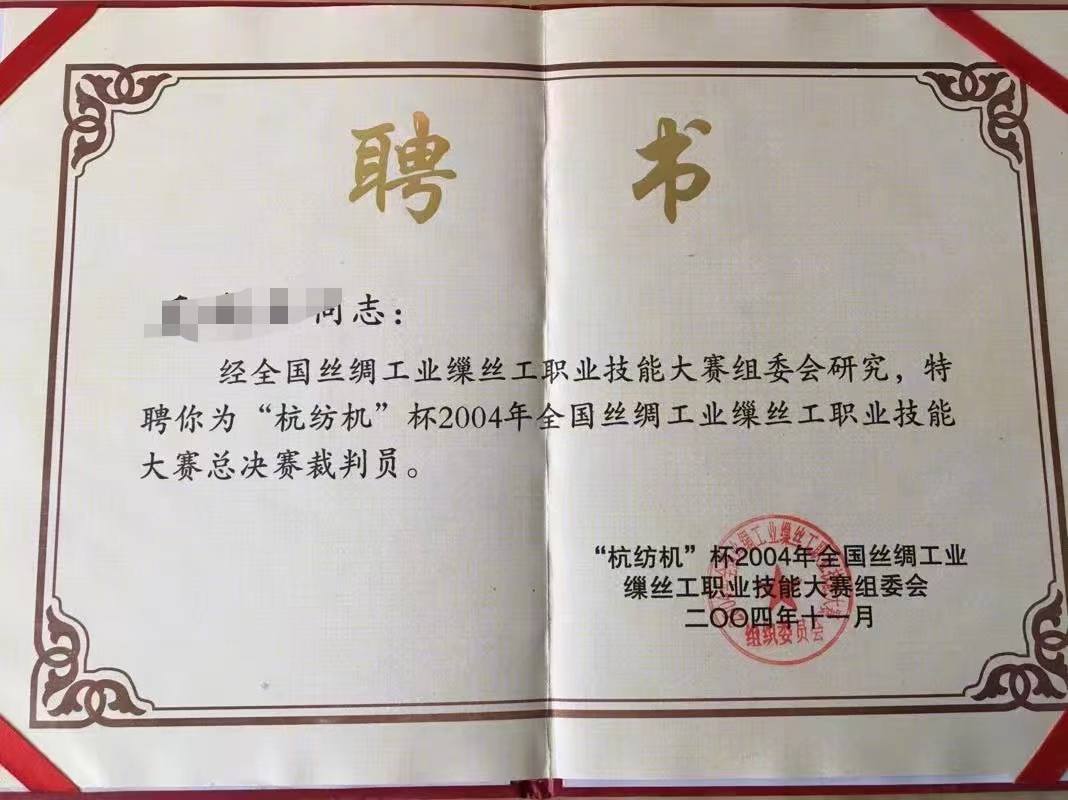 聘 书
同志：
经全国丝绸工业缫丝工职业技能大赛组委会研究，特
聘你为“杭纺机”杯2004年全国丝绸工业缫丝工职业技能
大赛总决赛裁判员。
“杭纺机”杯2004年全国丝绸工业
缫丝工职业技能大赛组委会
二〇〇四年十一月
组织委员会